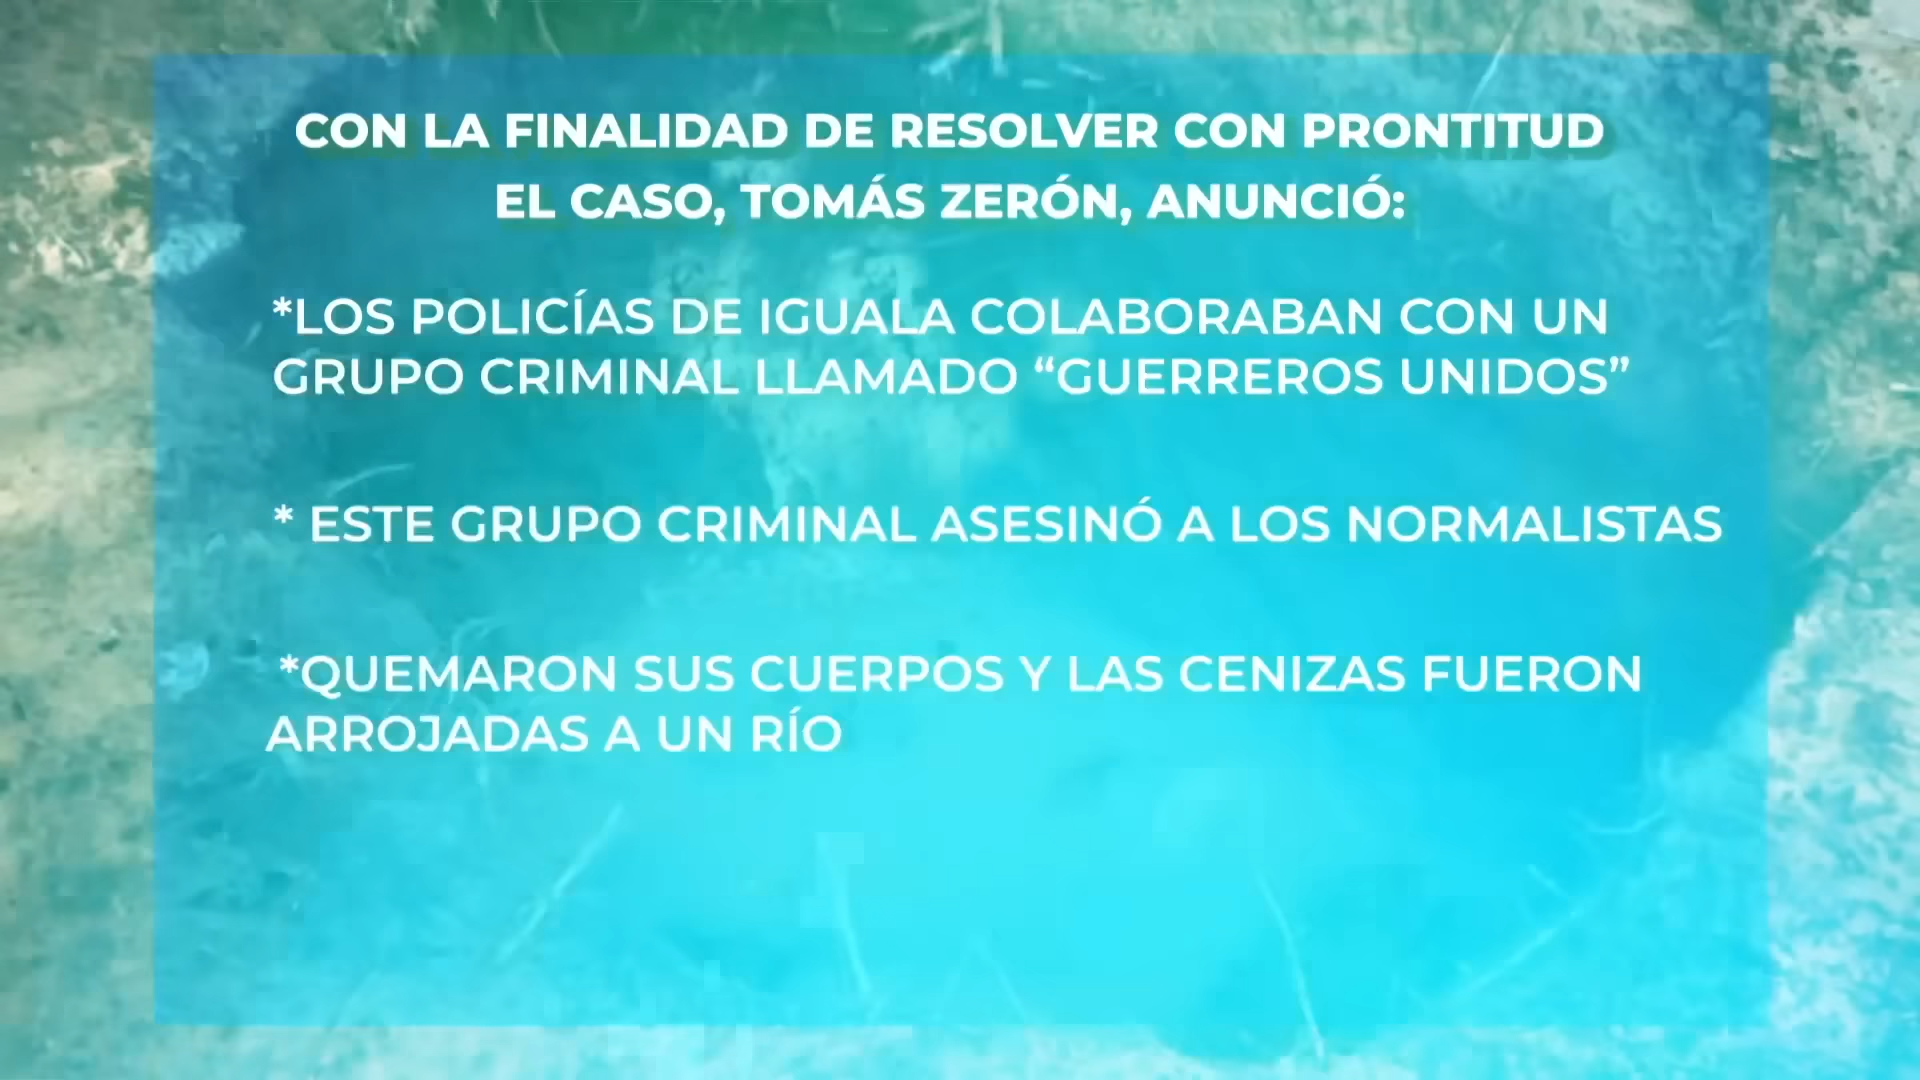 CON LA FINALIDAD DE RESOLVER CON PRONTITUD
EL CASO, TOMÁS ZERÓN, ANUNCIÓ:
*LOS POLICÍAS DE IGUALA COLABORABAN CON UN
GRUPO CRIMINAL LLAMADO “GUERREROS UNIDOS”
* ESTE GRUPO CRIMINAL ASESINÓ A LOS NORMALISTAS
*QUEMARON SUS CUERPOS Y LAS CENIZAS FUERON
ARROJADAS A UN RÍO